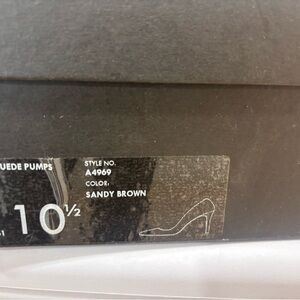 UEDE PUMPS
STYLE NO.
A4969
COLOR:
SANDY BROWN
10½